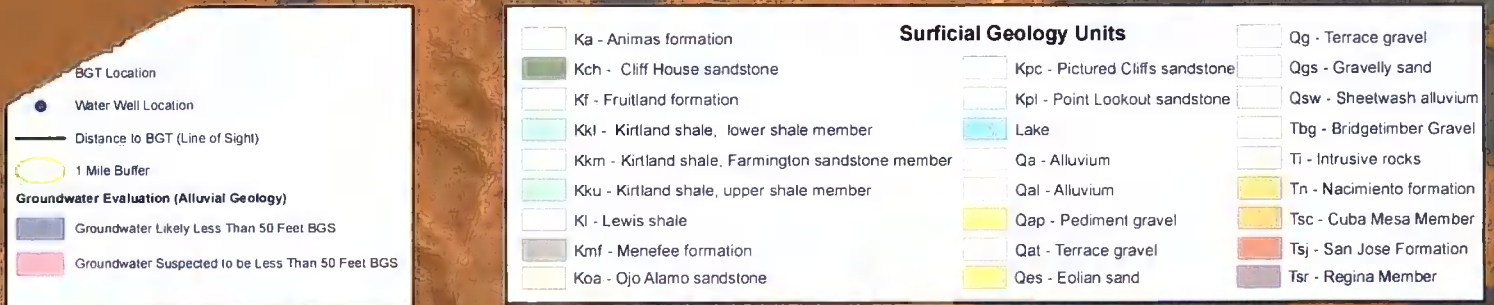 BGT Location
Water Well Location
Distance to BGT (Line of Sight)
1 Mile Buffer
Groundwater Evaluation (Alluvial Geology)
Groundwater Likely Less Than 50 Feet BGS
Groundwater Suspected to be Less Than 50 Feet BGS
Surficial Geology Units
Ka - Animas formation
Kch - Cliff House sandstone
Kf - Fruitland formation
Kkl - Kirtland shale, lower shale member
Kkm - Kirtland shale, Farmington sandstone member
Kku - Kirtland shale, upper shale member
Kl - Lewis shale
Kmf - Menefee formation
Koa - Ojo Alamo sandstone
Kpc - Pictured Cliffs sandstone
Kpl - Point Lookout sandstone
Lake
Qa - Alluvium
Qal - Alluvium
Qap - Pediment gravel
Qat - Terrace gravel
Qes - Eolian sand
Qg - Terrace gravel
Qgs - Gravelly sand
Qsw - Sheetwash alluvium
Tbg - Bridgetimber Gravel
Ti - Intrusive rocks
Tn - Nacimiento formation
Tsc - Cuba Mesa Member
Tsj - San Jose Formation
Tsr - Regina Member